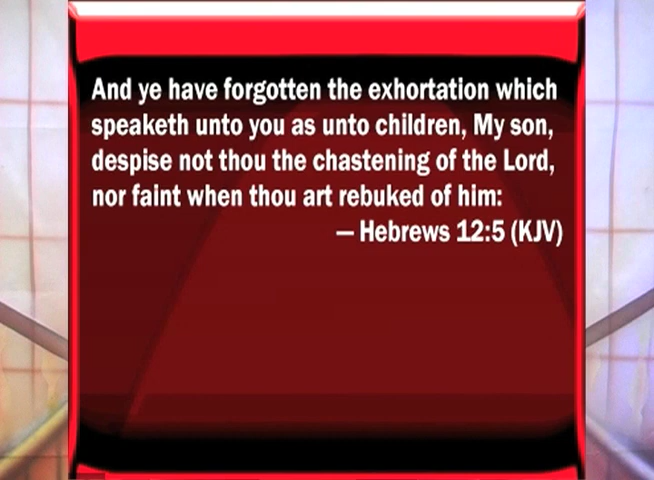 And ye have forgotten the exhortation which
speaketh unto you as unto children, My son,
despise not thou the chastening of the Lord,
nor faint when thou art rebuked of him:
— Hebrews 12:5 (KJV)